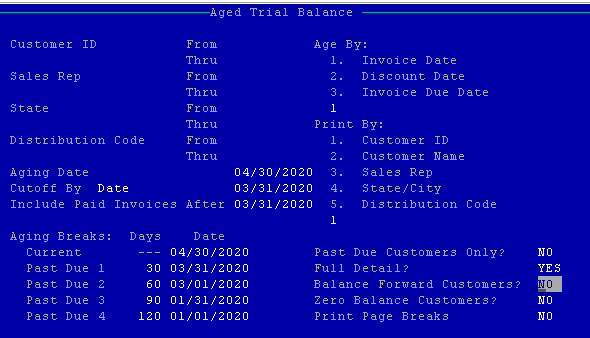 Aged Trial Balance
Customer ID From Age By:
Thru 1. Invoice Date
Sales Rep From 2. Discount Date
Thru 3. Invoice Due Date
State From 1
Thru Print By:
Distribution Code From 1. Customer ID
Thru 2. Customer Name
Aging Date 04/30/2020 3. Sales Rep
Cutoff By Date 03/31/2020 4. State/City
Include Paid Invoices After 03/31/2020 5. Distribution Code
1
Aging Breaks: Days Date
Current --- 04/30/2020 Past Due Customers Only? NO
Past Due 1 30 03/31/2020 Full Detail? YES
Past Due 2 60 03/01/2020 Balance Forward Customers? NO
Past Due 3 90 01/31/2020 Zero Balance Customers? NO
Past Due 4 120 01/01/2020 Print Page Breaks NO